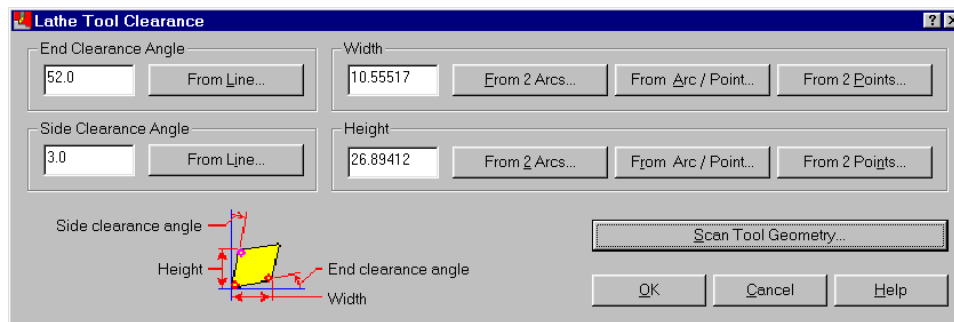 Lathe Tool Clearance
End Clearance Angle
52.0
From Line...
Width
10.55517
From 2 Arcs...
From Arc / Point...
From 2 Points...
Side Clearance Angle
3.0
From Line...
Height
26.89412
From 2 Arcs...
From Arc / Point...
From 2 Points...
Side clearance angle
Height
End clearance angle
Width
Scan Tool Geometry...
OK
Cancel
Help